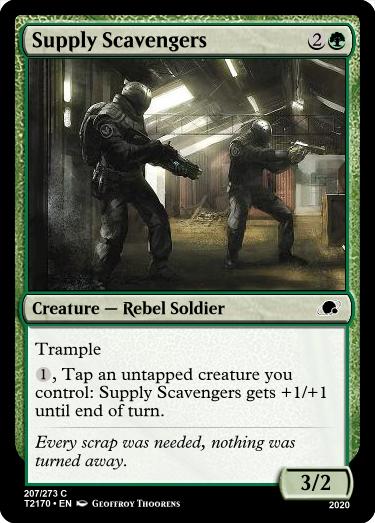 Supply Scavengers 2
Creature — Rebel Soldier
Trample
1, Tap an untapped creature you
control: Supply Scavengers gets +1/+1
until end of turn.
Every scrap was needed, nothing was
turned away.
3/2
207/273 C
T2170 • EN Geoffroy Thoorens
2020